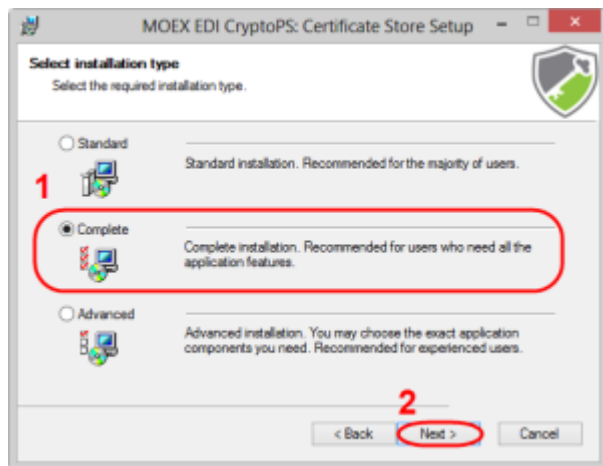 MOEX EDI CryptoPS: Certificate Store Setup
Select installation type
Select the required installation type.
Standard
Standard installation. Recommended for the majority of users.
1
Complete
Complete installation. Recommended for users who need all the
application features.
Advanced
Advanced installation. You may choose the exact application
components you need. Recommended for experienced users.
2
< Back Next > Cancel